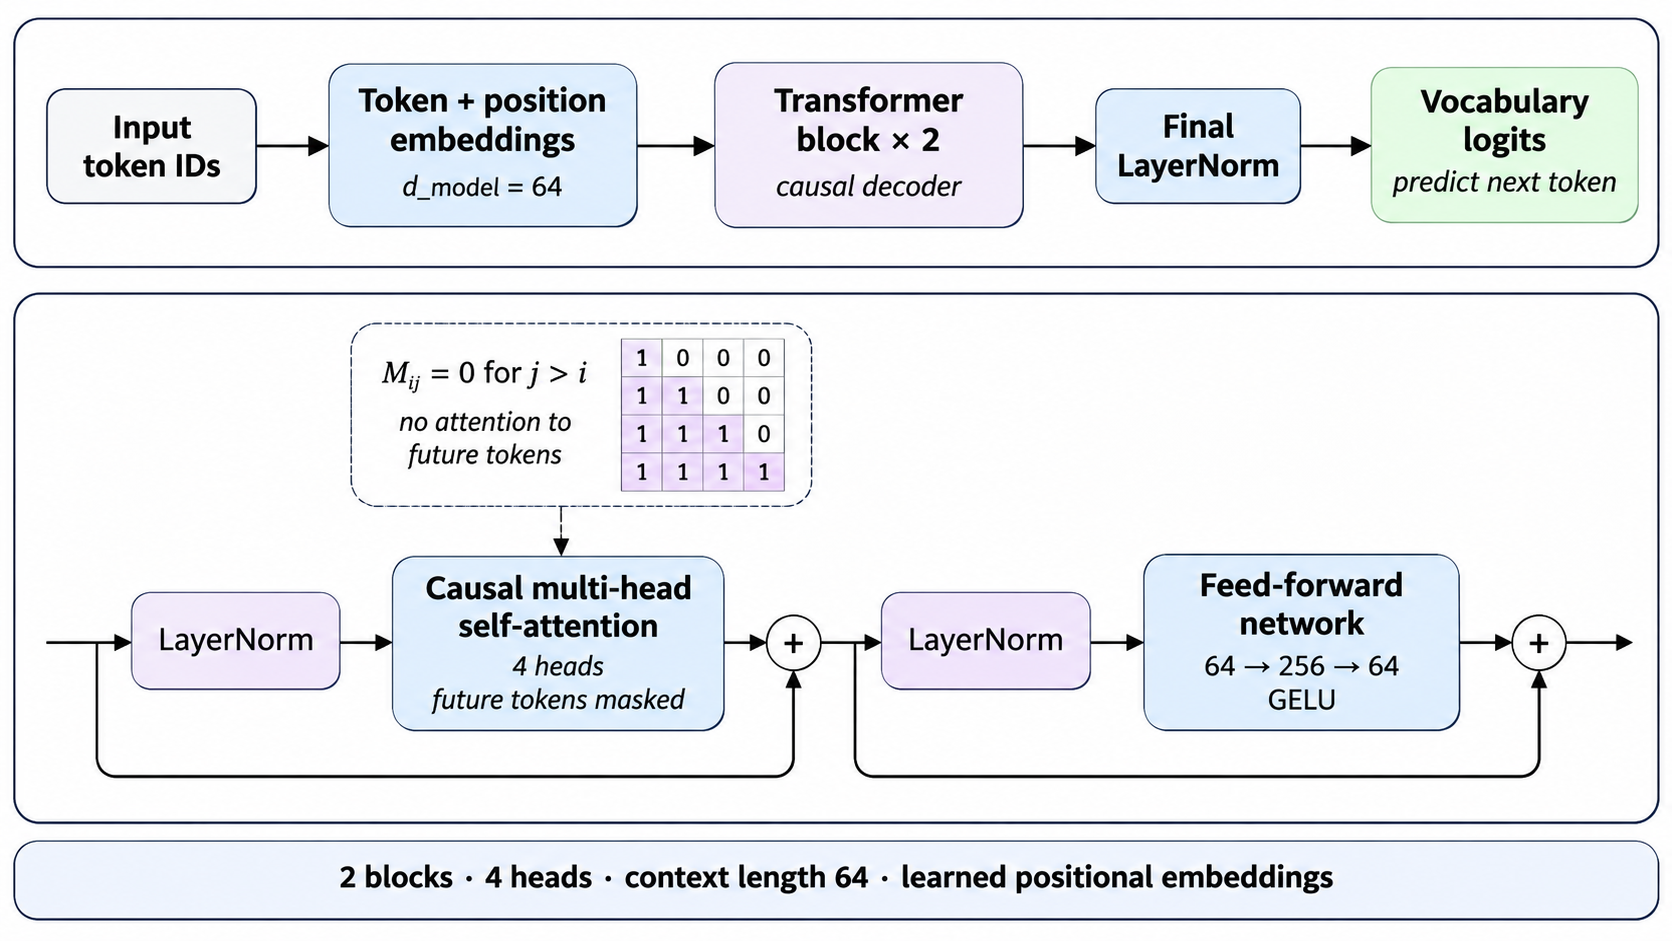 Input
token IDs
Token + position
embeddings
d_model = 64
Transformer
block × 2
causal decoder
Final
LayerNorm
Vocabulary
logits
predict next token
M_{ij} = 0 for j > i
no attention to
future tokens
1 0 0 0
1 1 0 0
1 1 1 0
1 1 1 1
LayerNorm
Causal multi-head
self-attention
4 heads
future tokens masked
+
LayerNorm
Feed-forward
network
64 → 256 → 64
GELU
+
2 blocks · 4 heads · context length 64 · learned positional embeddings